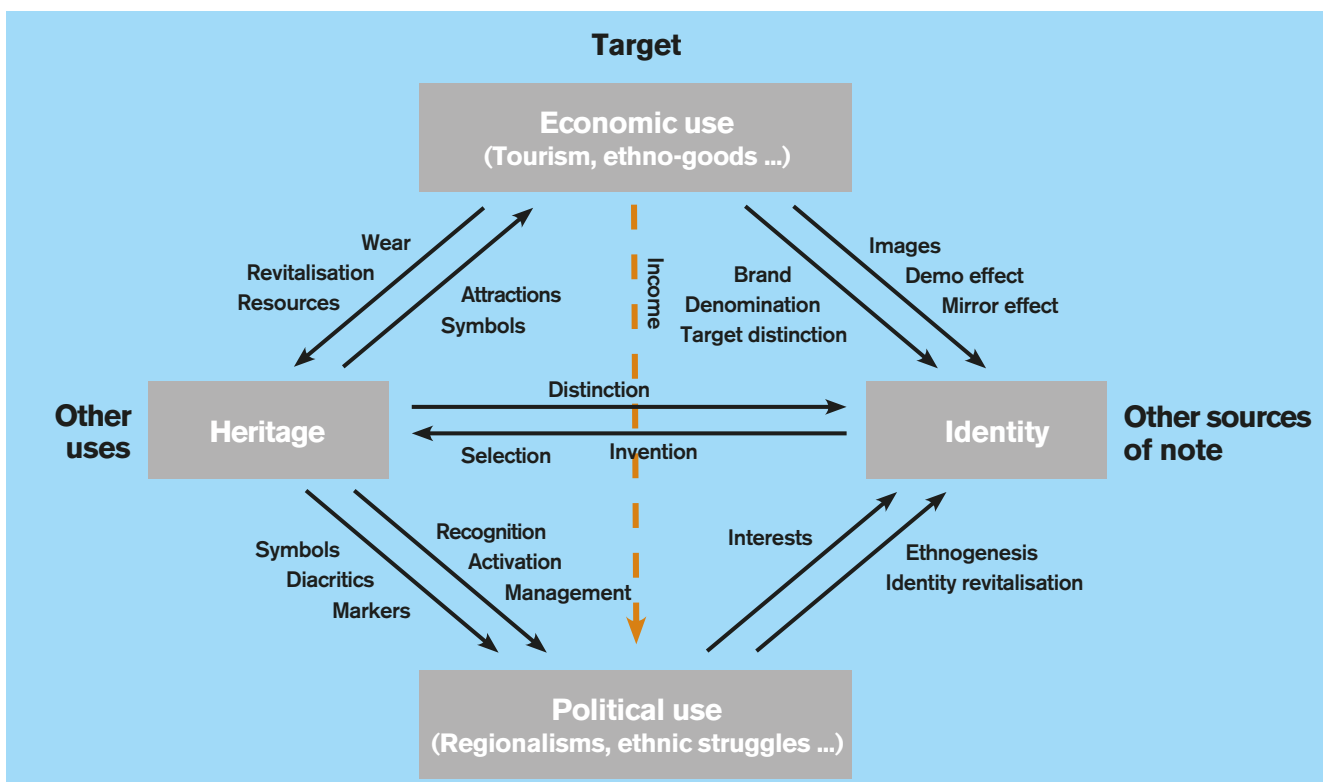 Target
Economic use
(Tourism, ethno-goods ...)
Wear
Revitalisation
Resources
Attractions
Symbols
Income
Brand
Denomination
Target distinction
Images
Demo effect
Mirror effect
Other
uses
Heritage
Distinction
Selection
Invention
Identity
Other sources
of note
Symbols
Diacritics
Markers
Recognition
Activation
Management
Interests
Ethnogenesis
Identity revitalisation
Political use
(Regionalisms, ethnic struggles ...)